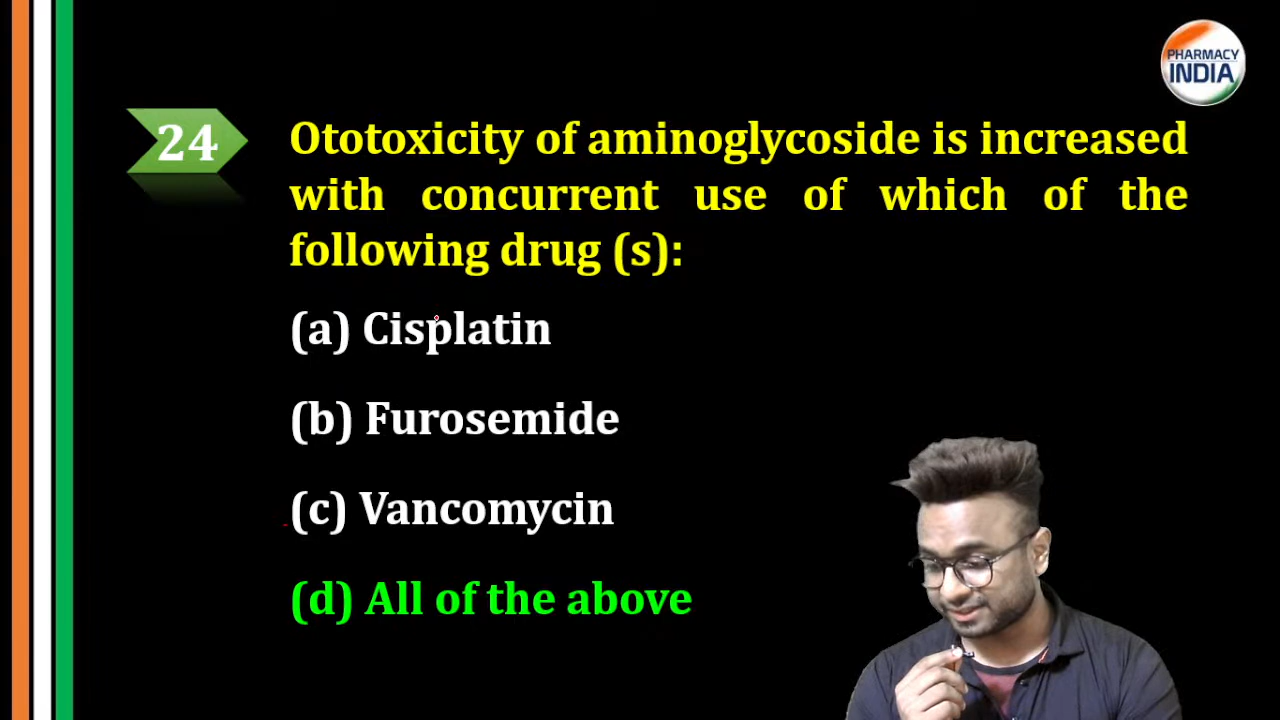 PHARMACY
INDIA
24
Ototoxicity of aminoglycoside is increased
with concurrent use of which of the
following drug (s):
(a) Cisplatin
(b) Furosemide
(c) Vancomycin
(d) All of the above